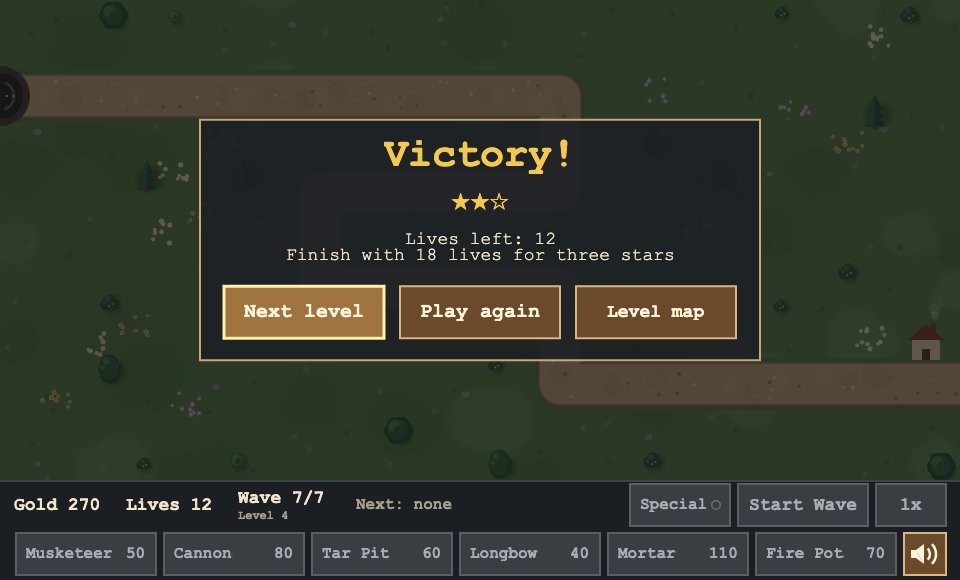 Victory!
★★☆
Lives left: 12
Finish with 18 lives for three stars
Next level
Play again
Level map
Gold 270
Lives 12
Wave 7/7
Level 4
Next: none
Special
Start Wave
1x
Musketeer 50
Cannon 80
Tar Pit 60
Longbow 40
Mortar 110
Fire Pot 70